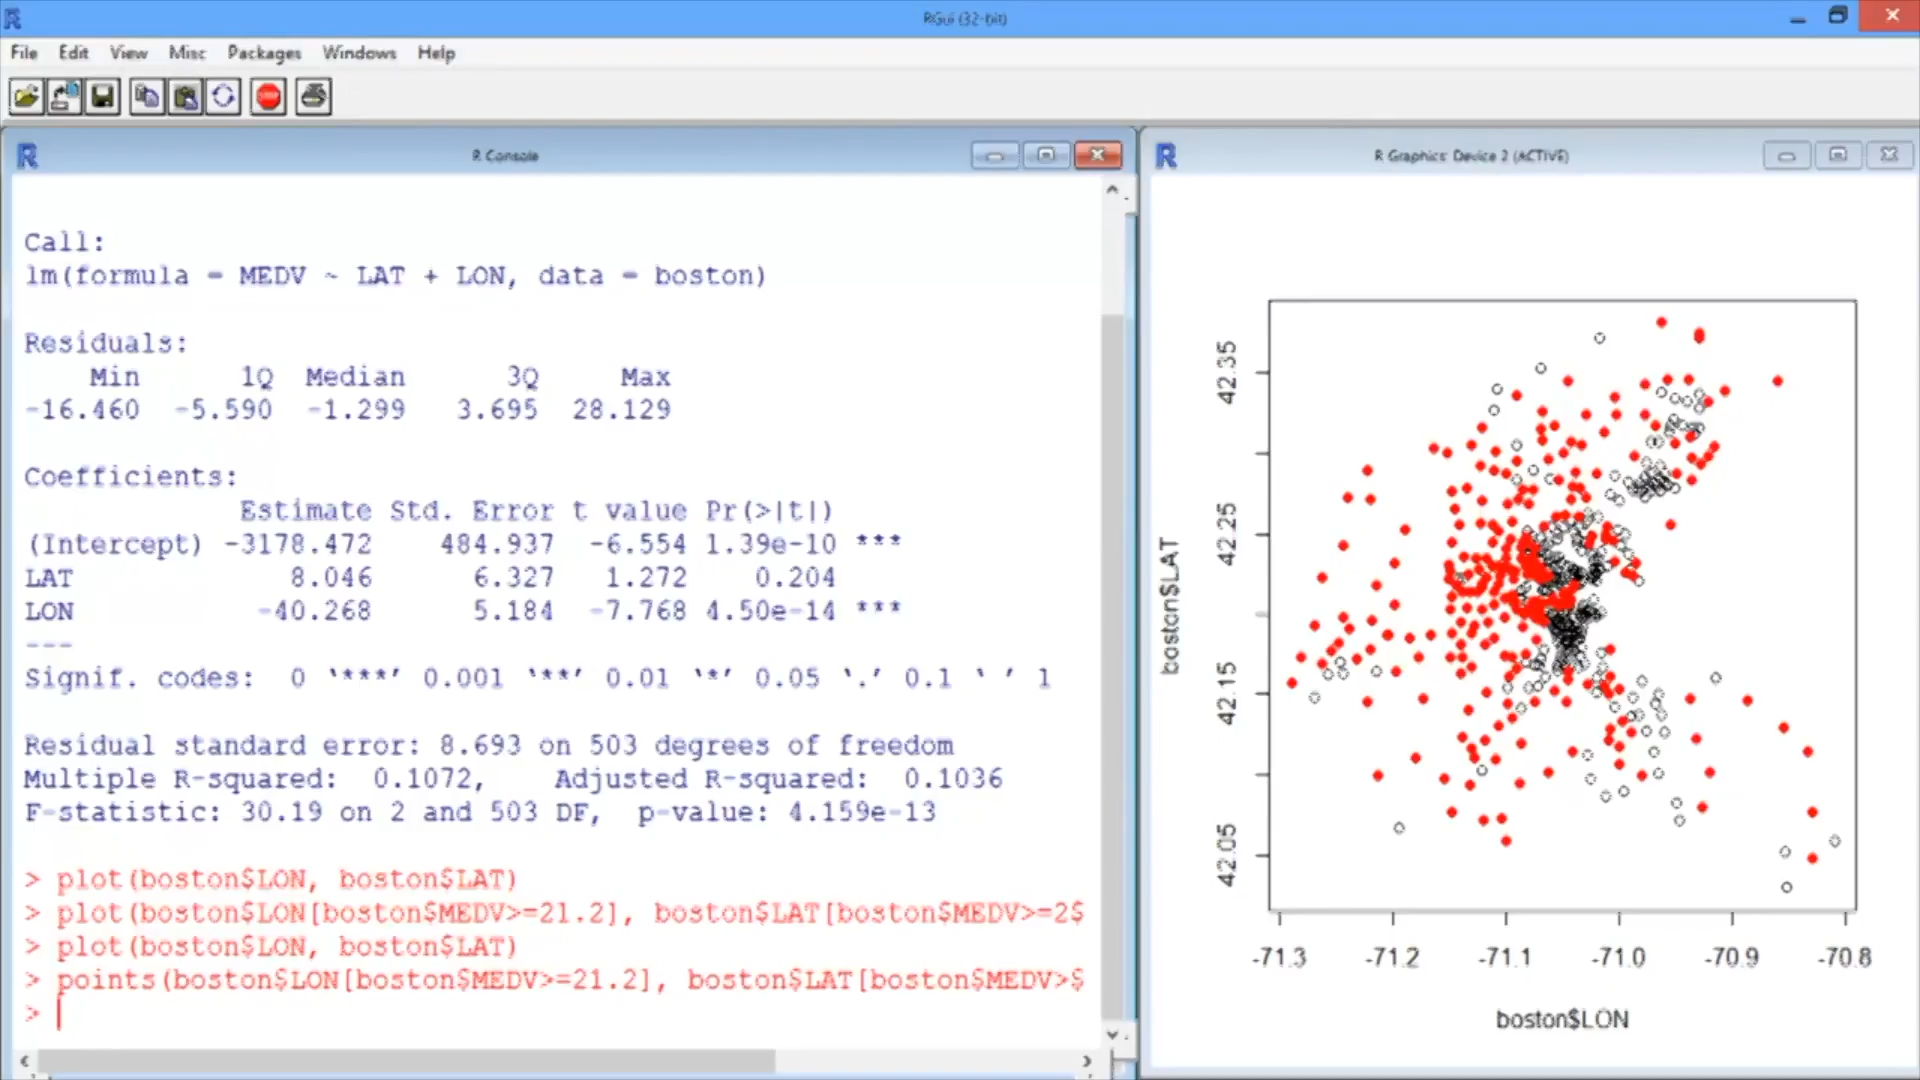 RGui (32-bit)
File Edit View Misc Packages Windows Help
STOP
R Console
Call:
lm(formula = MEDV ~ LAT + LON, data = boston)
Residuals:
Min 1Q Median 3Q Max
-16.460 -5.590 -1.299 3.695 28.129
Coefficients:
Estimate Std. Error t value Pr(>|t|)
(Intercept) -3178.472 484.937 -6.554 1.39e-10 ***
LAT 8.046 6.327 1.272 0.204
LON -40.268 5.184 -7.768 4.50e-14 ***
---
Signif. codes: 0 ‘***’ 0.001 ‘**’ 0.01 ‘*’ 0.05 ‘.’ 0.1 ‘ ’ 1
Residual standard error: 8.693 on 503 degrees of freedom
Multiple R-squared: 0.1072, Adjusted R-squared: 0.1036
F-statistic: 30.19 on 2 and 503 DF, p-value: 4.159e-13
> plot(boston$LON, boston$LAT)
> plot(boston$LON[boston$MEDV>=21.2], boston$LAT[boston$MEDV>=2$
> plot(boston$LON, boston$LAT)
> points(boston$LON[boston$MEDV>=21.2], boston$LAT[boston$MEDV>$
>
R Graphics: Device 2 (ACTIVE)
boston$LAT
42.35
42.25
42.15
42.05
-71.3 -71.2 -71.1 -71.0 -70.9 -70.8
boston$LON